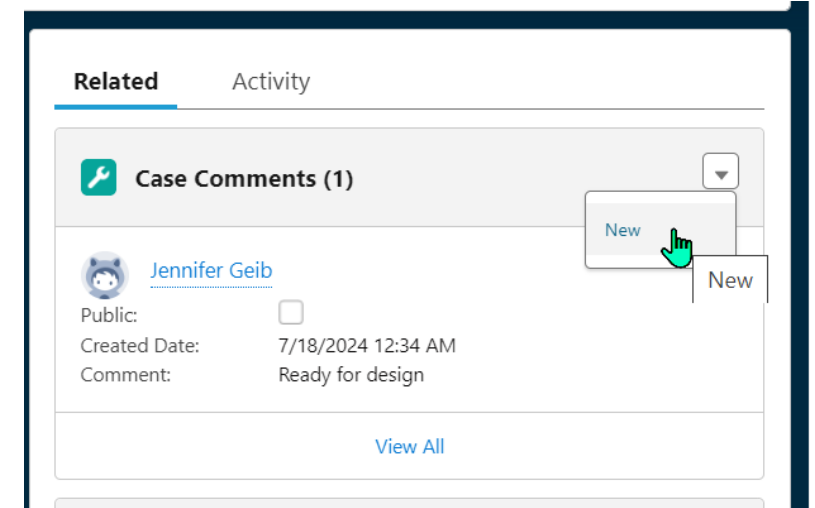 Related Activity
Case Comments (1)
New
New
Jennifer Geib
Public:
Created Date: 7/18/2024 12:34 AM
Comment: Ready for design
View All